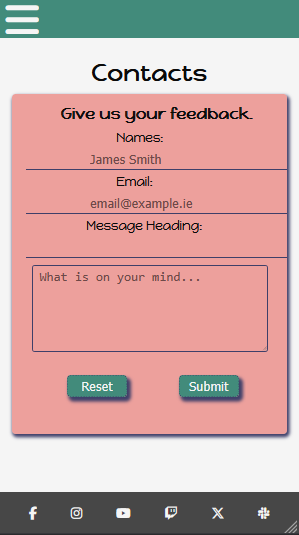 Contacts
Give us your feedback.
Names:
James Smith
Email:
email@example.ie
Message Heading:
What is on your mind...
Reset Submit